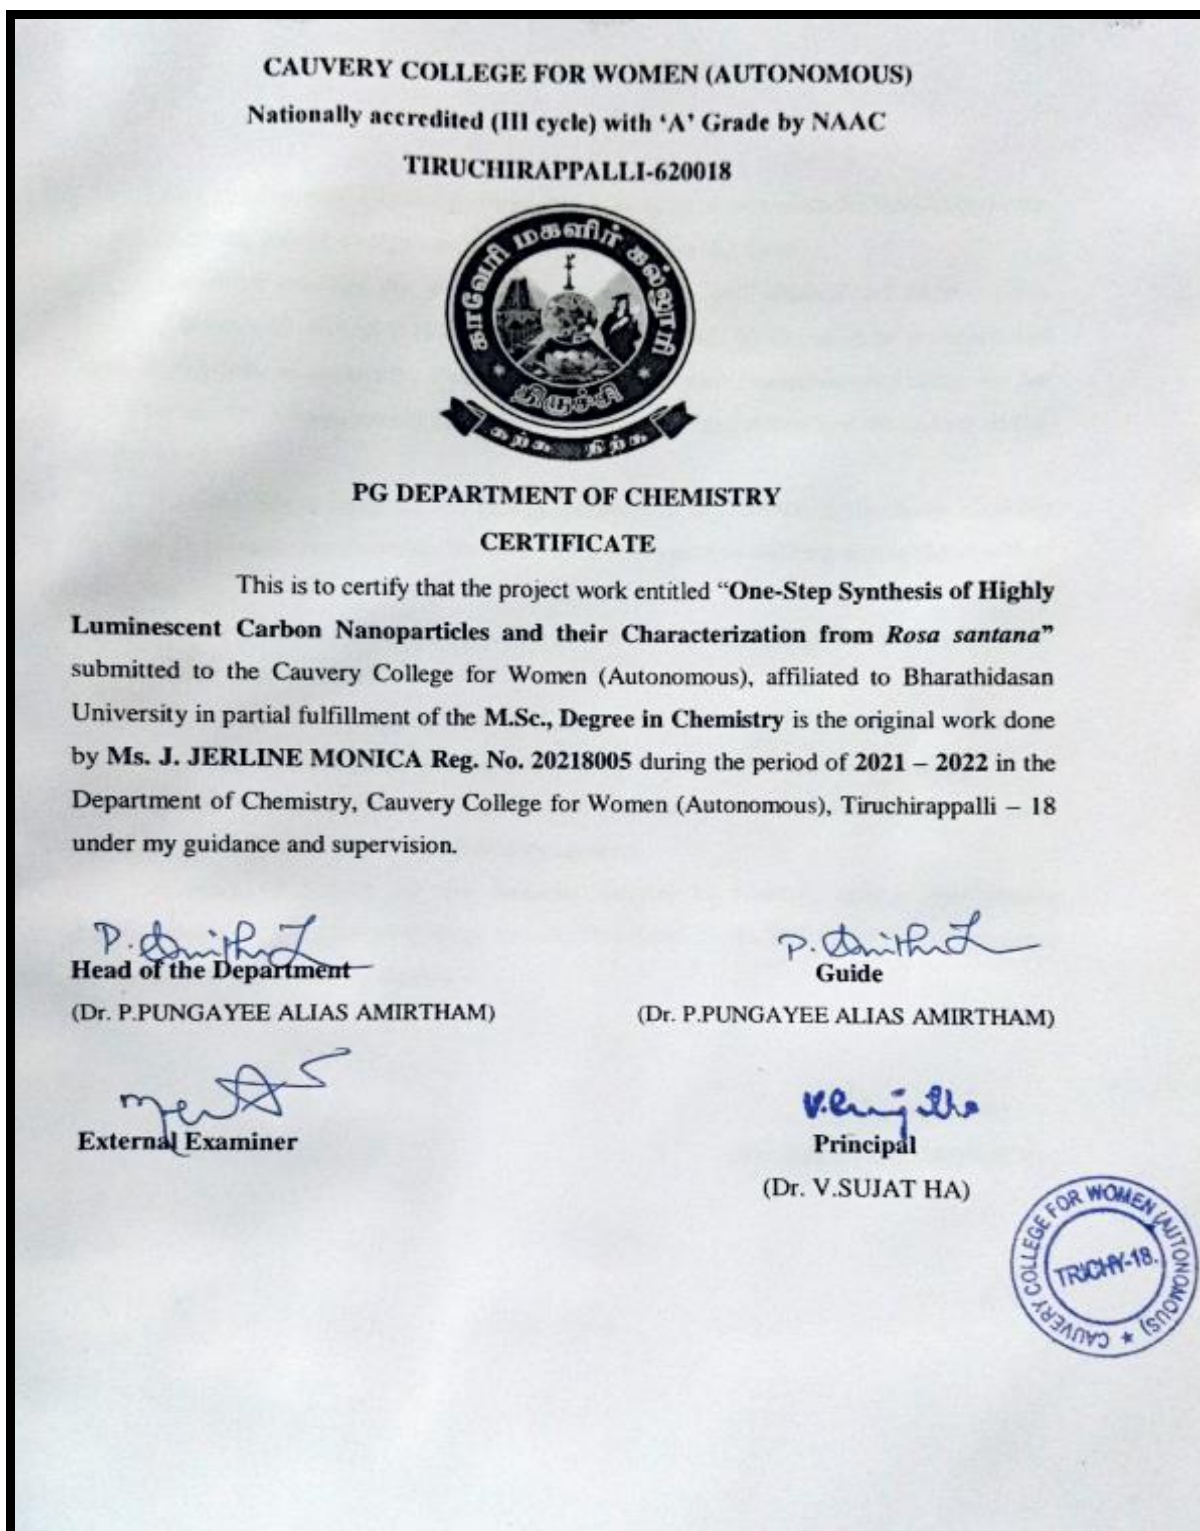 CAUVERY COLLEGE FOR WOMEN (AUTONOMOUS)
Nationally accredited (III cycle) with ‘A’ Grade by NAAC
TIRUCHIRAPPALLI-620018
காவேரி மகளிர் கல்லூரி
திருச்சி
கற்க நிற்க
PG DEPARTMENT OF CHEMISTRY
CERTIFICATE
This is to certify that the project work entitled “One-Step Synthesis of Highly
Luminescent Carbon Nanoparticles and their Characterization from Rosa santana”
submitted to the Cauvery College for Women (Autonomous), affiliated to Bharathidasan
University in partial fulfillment of the M.Sc., Degree in Chemistry is the original work done
by Ms. J. JERLINE MONICA Reg. No. 20218005 during the period of 2021 – 2022 in the
Department of Chemistry, Cauvery College for Women (Autonomous), Tiruchirappalli – 18
under my guidance and supervision.
Head of the Department
Guide
(Dr. P.PUNGAYEE ALIAS AMIRTHAM)
(Dr. P.PUNGAYEE ALIAS AMIRTHAM)
External Examiner
Principal
(Dr. V.SUJAT HA)
CAUVERY COLLEGE FOR WOMEN (AUTONOMOUS)
TRICHY-18.